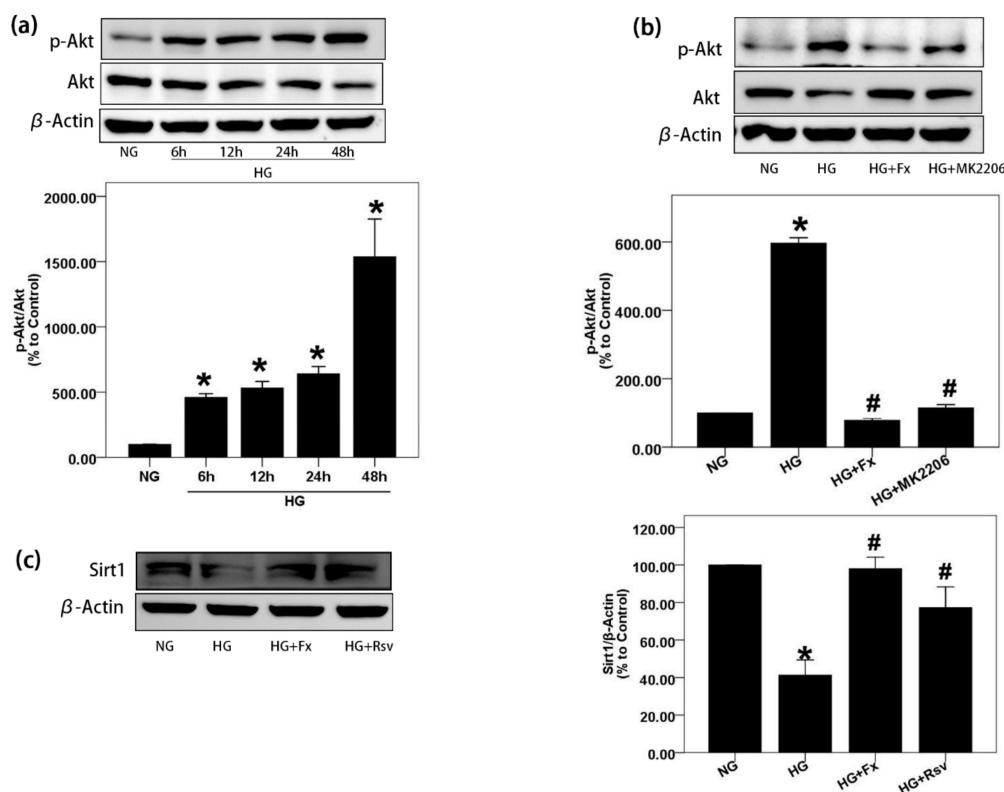 (a)
p-Akt
Akt
β-Actin
NG 6h 12h 24h 48h
HG
p-Akt/Akt
(% to Control)
2000.00
1500.00
1000.00
500.00
0.00
*
*
*
*
NG 6h 12h 24h 48h
HG
(b)
p-Akt
Akt
β-Actin
NG HG HG+Fx HG+MK2206
p-Akt/Akt
(% to Control)
600.00
400.00
200.00
0.00
*
#
#
NG HG HG+Fx HG+MK2206
(c)
Sirt1
β-Actin
NG HG HG+Fx HG+Rsv
Sirt1/β-Actin
(% to Control)
120.00
100.00
80.00
60.00
40.00
20.00
0.00
*
#
#
NG HG HG+Fx HG+Rsv